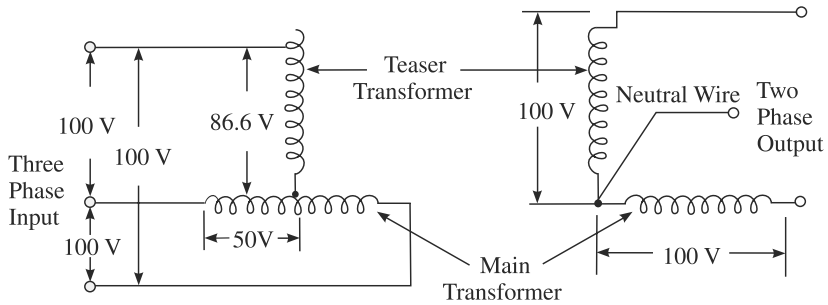 100 V
Teaser
Transformer
100 V
Neutral Wire
Two
Phase
Output
86.6 V
100 V
100 V
Three
Phase
Input
100 V
50V
Main
Transformer
100 V